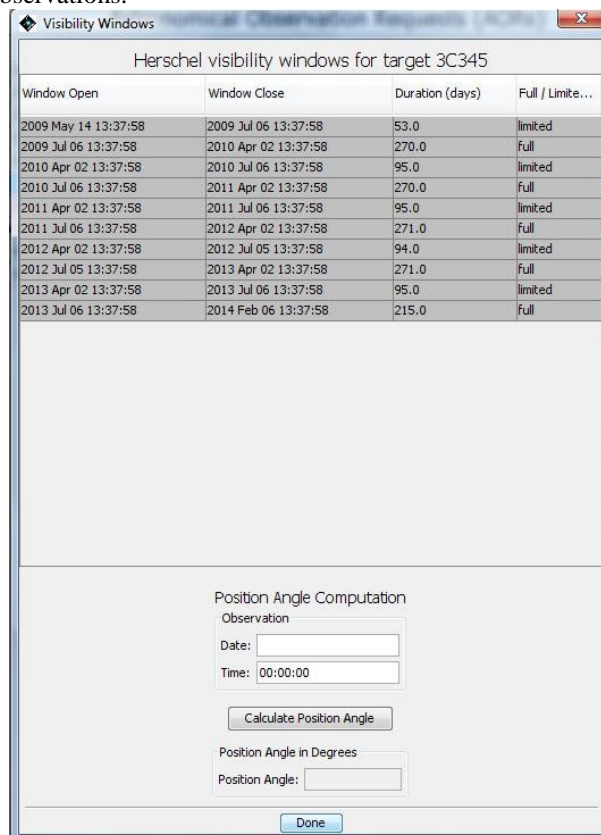 observations.
Visibility Windows
Herschel visibility windows for target 3C345
Window Open Window Close Duration (days) Full / Limite...
2009 May 14 13:37:58 2009 Jul 06 13:37:58 53.0 limited
2009 Jul 06 13:37:58 2010 Apr 02 13:37:58 270.0 full
2010 Apr 02 13:37:58 2010 Jul 06 13:37:58 95.0 limited
2010 Jul 06 13:37:58 2011 Apr 02 13:37:58 270.0 full
2011 Apr 02 13:37:58 2011 Jul 06 13:37:58 95.0 limited
2011 Jul 06 13:37:58 2012 Apr 02 13:37:58 271.0 full
2012 Apr 02 13:37:58 2012 Jul 05 13:37:58 94.0 limited
2012 Jul 05 13:37:58 2013 Apr 02 13:37:58 271.0 full
2013 Apr 02 13:37:58 2013 Jul 06 13:37:58 95.0 limited
2013 Jul 06 13:37:58 2014 Feb 06 13:37:58 215.0 full
Position Angle Computation
Observation
Date:
Time: 00:00:00
Calculate Position Angle
Position Angle in Degrees
Position Angle:
Done